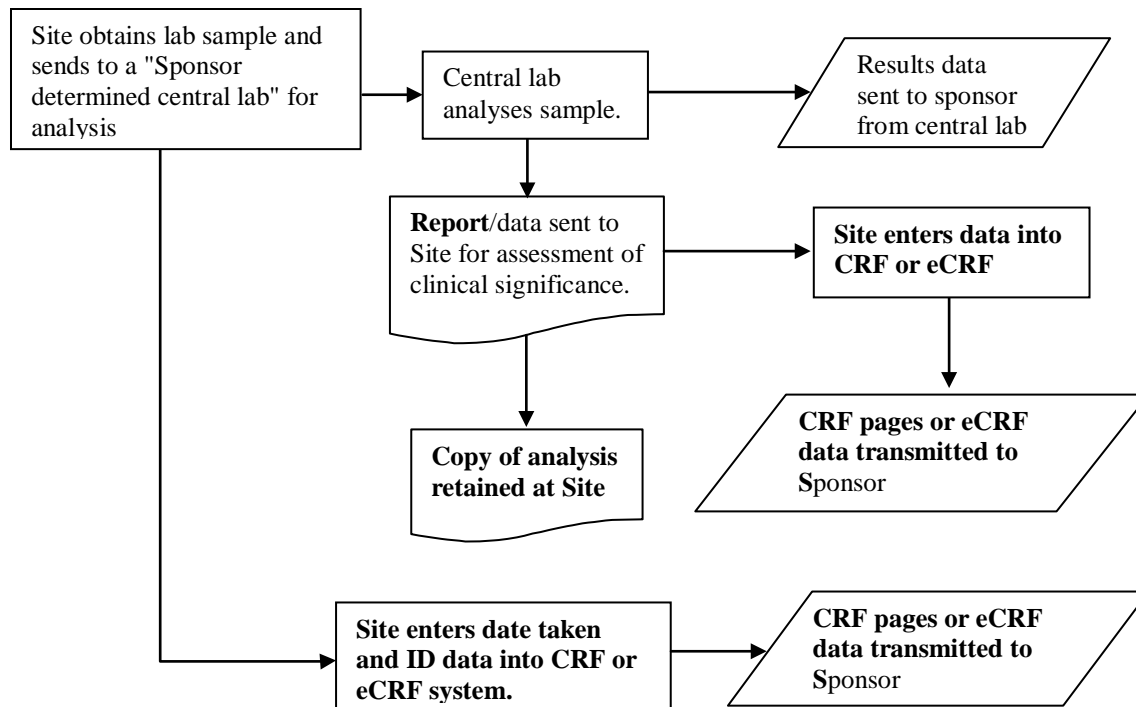 Site obtains lab sample and
sends to a "Sponsor
determined central lab" for
analysis
Central lab
analyses sample.
Results data
sent to sponsor
from central lab
Report/data sent to
Site for assessment of
clinical significance.
Site enters data into
CRF or eCRF
CRF pages or eCRF
data transmitted to
Sponsor
Copy of analysis
retained at Site
Site enters date taken
and ID data into CRF or
eCRF system.
CRF pages or eCRF
data transmitted to
Sponsor